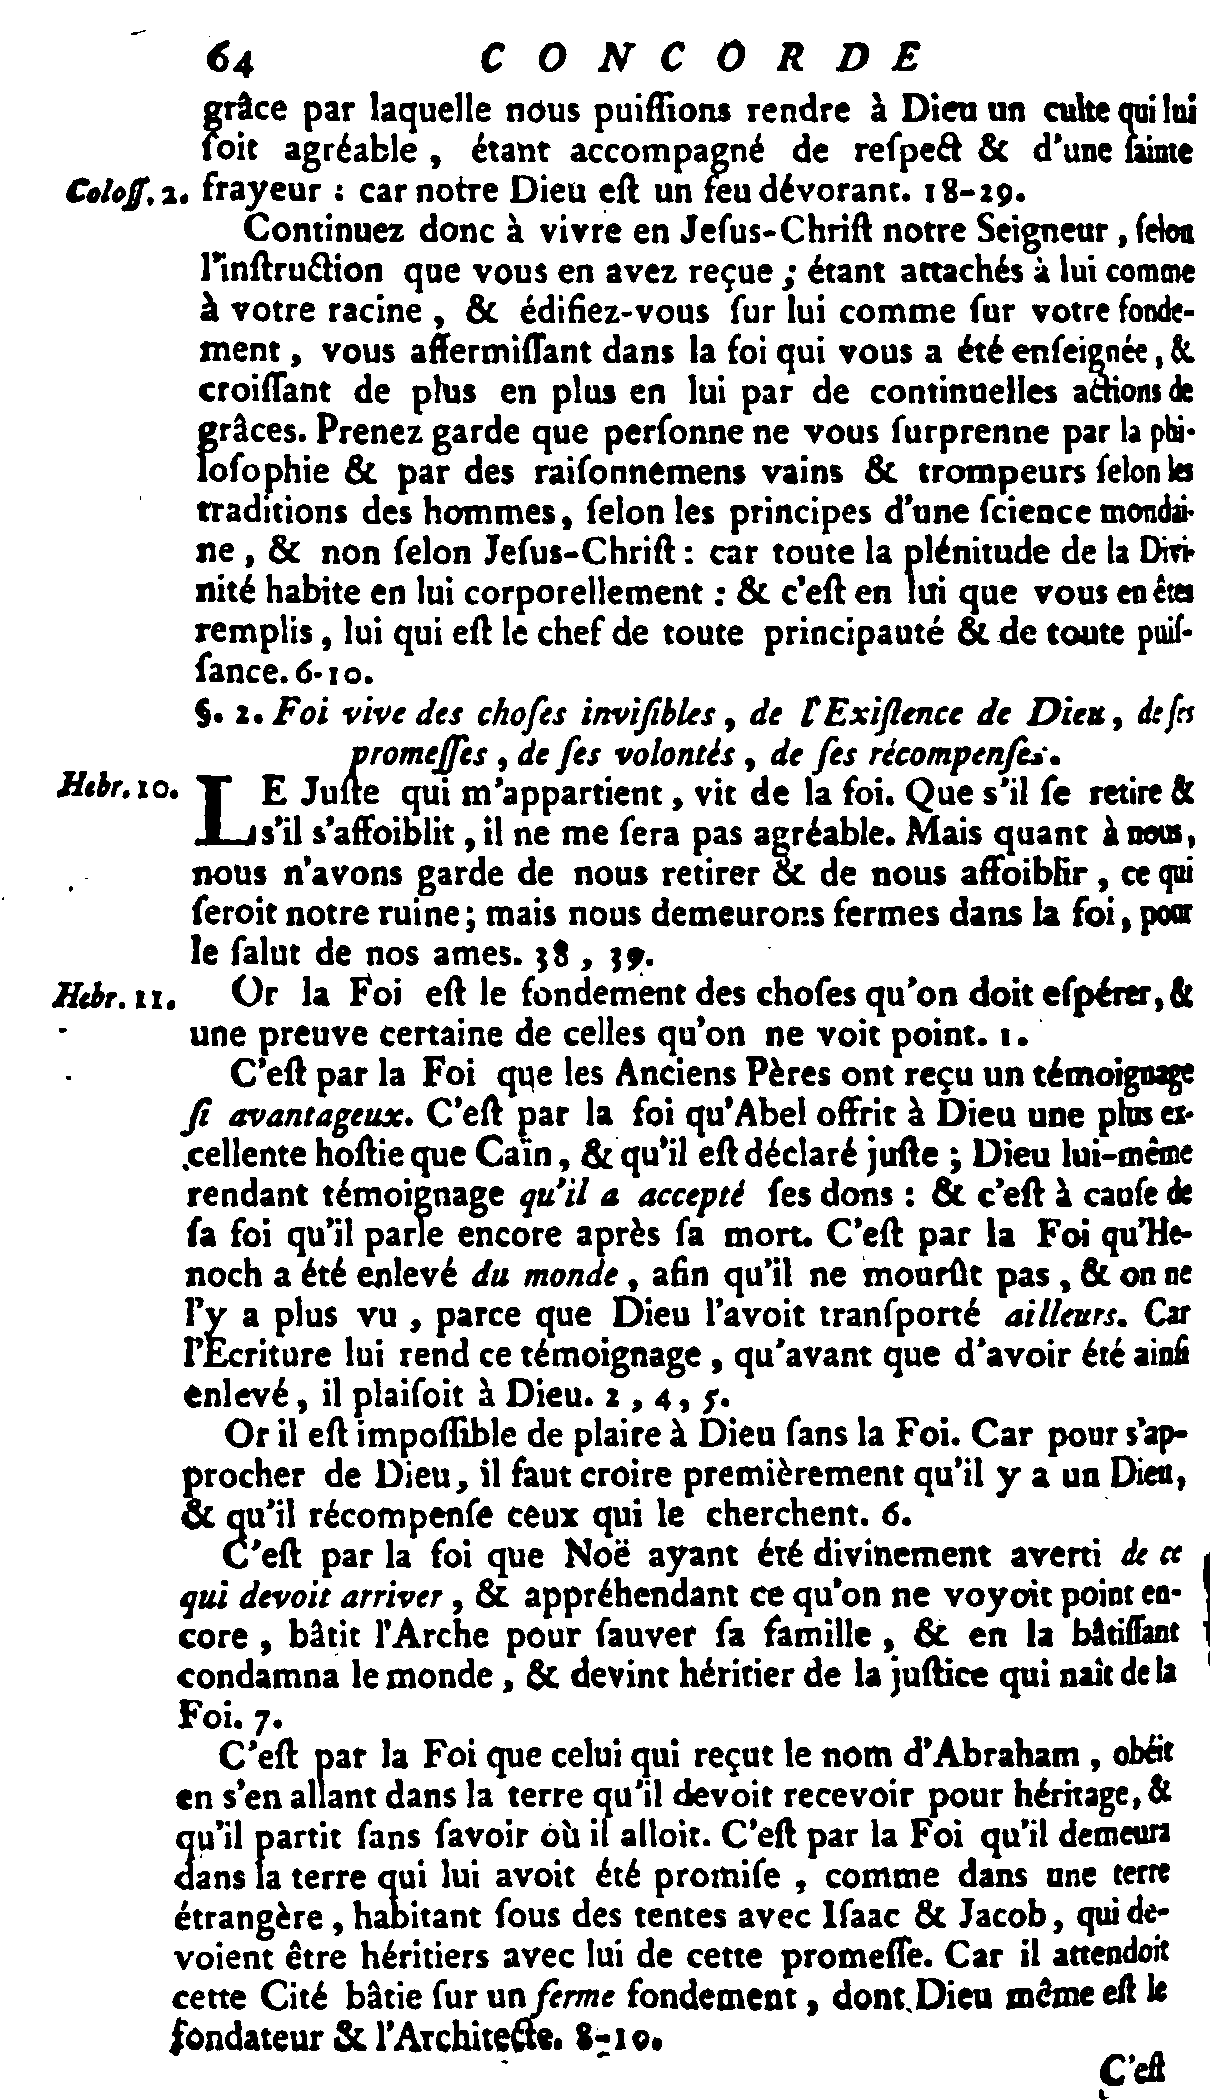 64 CONCORDE
grâce par laquelle nous puiſſions rendre à Dieu un culte qui lui
ſoit agréable, étant accompagné de reſpect & d'une ſainte
Coloſſ. 2. frayeur : car notre Dieu eſt un feu dévorant. 18-29.
Continuez donc à vivre en Jeſus-Chriſt notre Seigneur, ſelon
l'inſtruction que vous en avez reçue ; étant attachés à lui comme
à votre racine, & édifiez-vous ſur lui comme ſur votre fonde-
ment, vous affermiſſant dans la foi qui vous a été enſeignée, &
croiſſant de plus en plus en lui par de continuelles actions de
grâces. Prenez garde que perſonne ne vous ſurprenne par la phi-
loſophie & par des raiſonnemens vains & trompeurs ſelon les
traditions des hommes, ſelon les principes d'une ſcience mondai-
ne, & non ſelon Jeſus-Chriſt : car toute la plénitude de la Divi-
nité habite en lui corporellement : & c'eſt en lui que vous en êtes
remplis, lui qui eſt le chef de toute principauté & de toute puiſ-
ſance. 6-10.
§. 2. Foi vive des choſes inviſibles, de l'Exiſtence de Dieu, de ſes
promeſſes, de ſes volontés, de ſes récompenſes.
Hebr. 10. LE Juſte qui m'appartient, vit de la foi. Que s'il ſe retire &
s'il s'affoiblit, il ne me ſera pas agréable. Mais quant à nous,
nous n'avons garde de nous retirer & de nous affoiblir, ce qui
ſeroit notre ruine ; mais nous demeurons fermes dans la foi, pour
le ſalut de nos ames. 38, 39.
Hebr. 11. Or la Foi eſt le fondement des choſes qu'on doit eſpérer, &
une preuve certaine de celles qu'on ne voit point. 1.
C'eſt par la Foi que les Anciens Pères ont reçu un témoignage
ſi avantageux. C'eſt par la foi qu'Abel offrit à Dieu une plus ex-
cellente hoſtie que Caïn, & qu'il eſt déclaré juſte ; Dieu lui-même
rendant témoignage qu'il a accepté ſes dons : & c'eſt à cauſe de
ſa foi qu'il parle encore après ſa mort. C'eſt par la Foi qu'He-
noch a été enlevé du monde, afin qu'il ne mourût pas, & on ne
l'y a plus vu, parce que Dieu l'avoit tranſporté ailleurs. Car
l'Ecriture lui rend ce témoignage, qu'avant que d'avoir été ainſi
enlevé, il plaiſoit à Dieu. 2, 4, 5.
Or il eſt impoſſible de plaire à Dieu ſans la Foi. Car pour s'ap-
procher de Dieu, il faut croire premièrement qu'il y a un Dieu,
& qu'il récompenſe ceux qui le cherchent. 6.
C'eſt par la foi que Noë ayant été divinement averti de ce
qui devoit arriver, & appréhendant ce qu'on ne voyoit point en-
core, bâtit l'Arche pour ſauver ſa famille, & en la bâtiſſant
condamna le monde, & devint héritier de la juſtice qui naît de la
Foi. 7.
C'eſt par la Foi que celui qui reçut le nom d'Abraham, obéit
en s'en allant dans la terre qu'il devoit recevoir pour héritage, &
qu'il partit ſans ſavoir où il alloit. C'eſt par la Foi qu'il demeura
dans la terre qui lui avoit été promiſe, comme dans une terre
étrangère, habitant ſous des tentes avec Iſaac & Jacob, qui de-
voient être héritiers avec lui de cette promeſſe. Car il attendoit
cette Cité bâtie ſur un ferme fondement, dont Dieu même eſt le
fondateur & l'Architecte. 8-10.
C'eſt